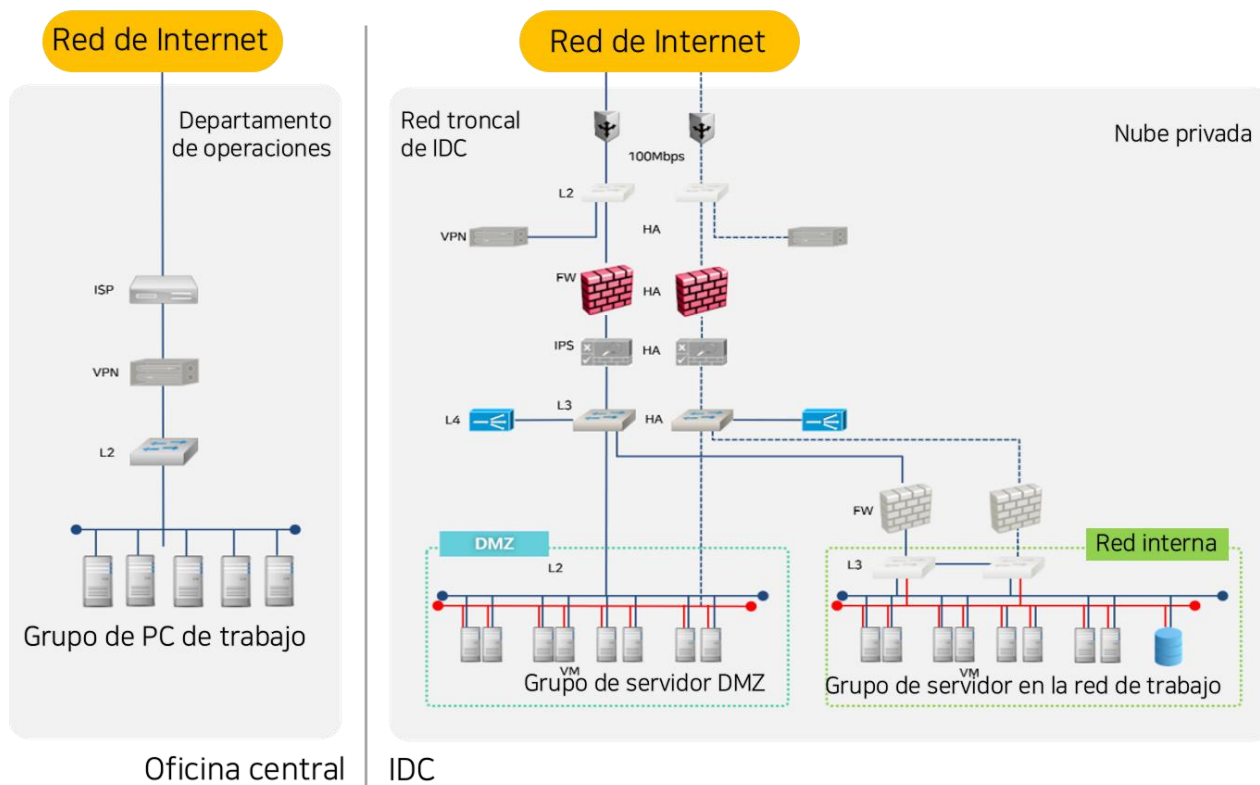 Red de Internet
Departamento
de operaciones
ISP
VPN
L2
Grupo de PC de trabajo
Oficina central
Red de Internet
Red troncal
de IDC
Nube privada
100Mbps
L2
VPN
HA
FW
HA
IPS
HA
L3
L4
HA
FW
DMZ
L2
VM
Grupo de servidor DMZ
Red interna
L3
VM
Grupo de servidor en la red de trabajo
IDC